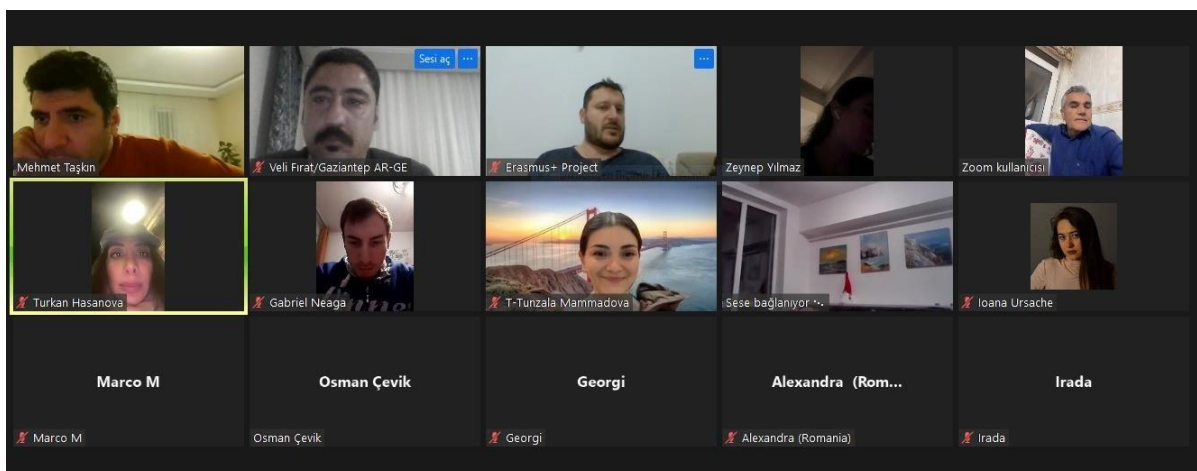 Sesi aç ...
...
Mehmet Taşkın
Veli Fırat/Gaziantep AR-GE
Erasmus+ Project
Zeynep Yılmaz
Zoom kullanıcısı
Turkan Hasanova
Gabriel Neaga
T-Tunzala Mammadova
Sese bağlanıyor
Ioana Ursache
Marco M
Osman Çevik
Georgi
Alexandra (Rom...
Irada
Marco M
Osman Çevik
Georgi
Alexandra (Romania)
Irada